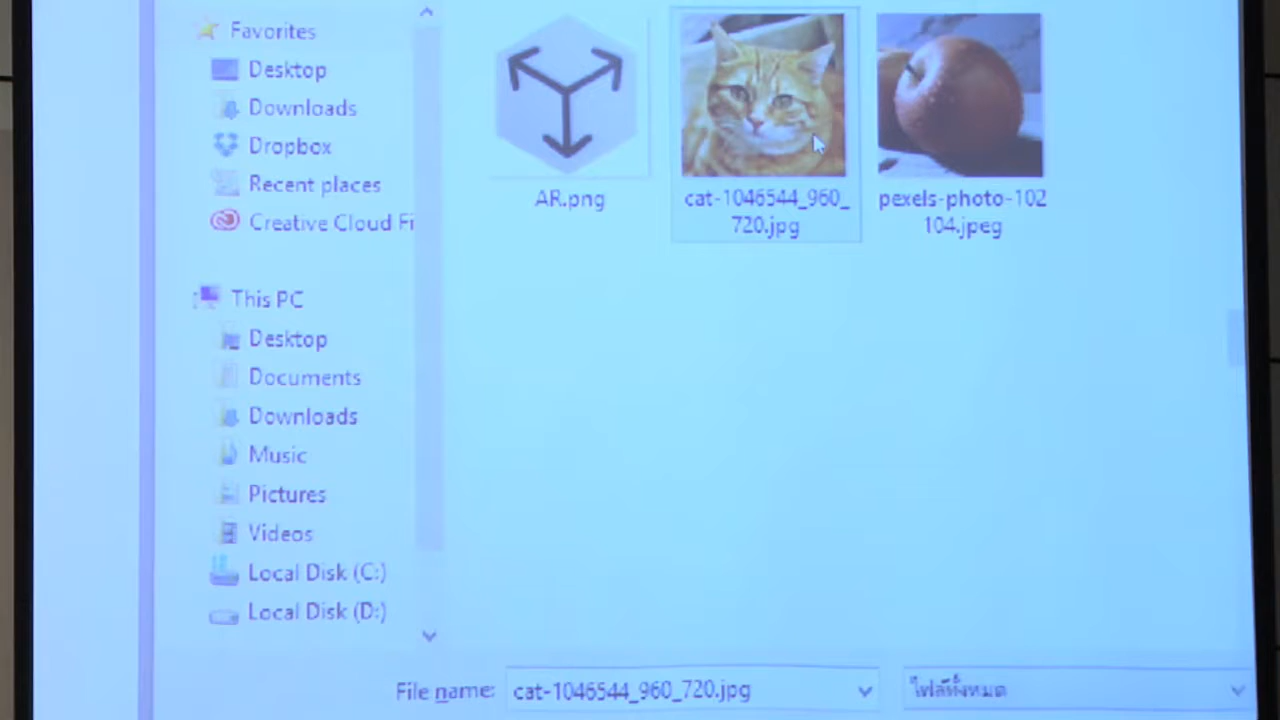 Favorites
Desktop
Downloads
Dropbox
Recent places
Creative Cloud Fi
This PC
Desktop
Documents
Downloads
Music
Pictures
Videos
Local Disk (C:)
Local Disk (D:)
AR.png
cat-1046544_960_
720.jpg
pexels-photo-102
104.jpeg
File name:
cat-1046544_960_720.jpg
ไฟล์ทั้งหมด